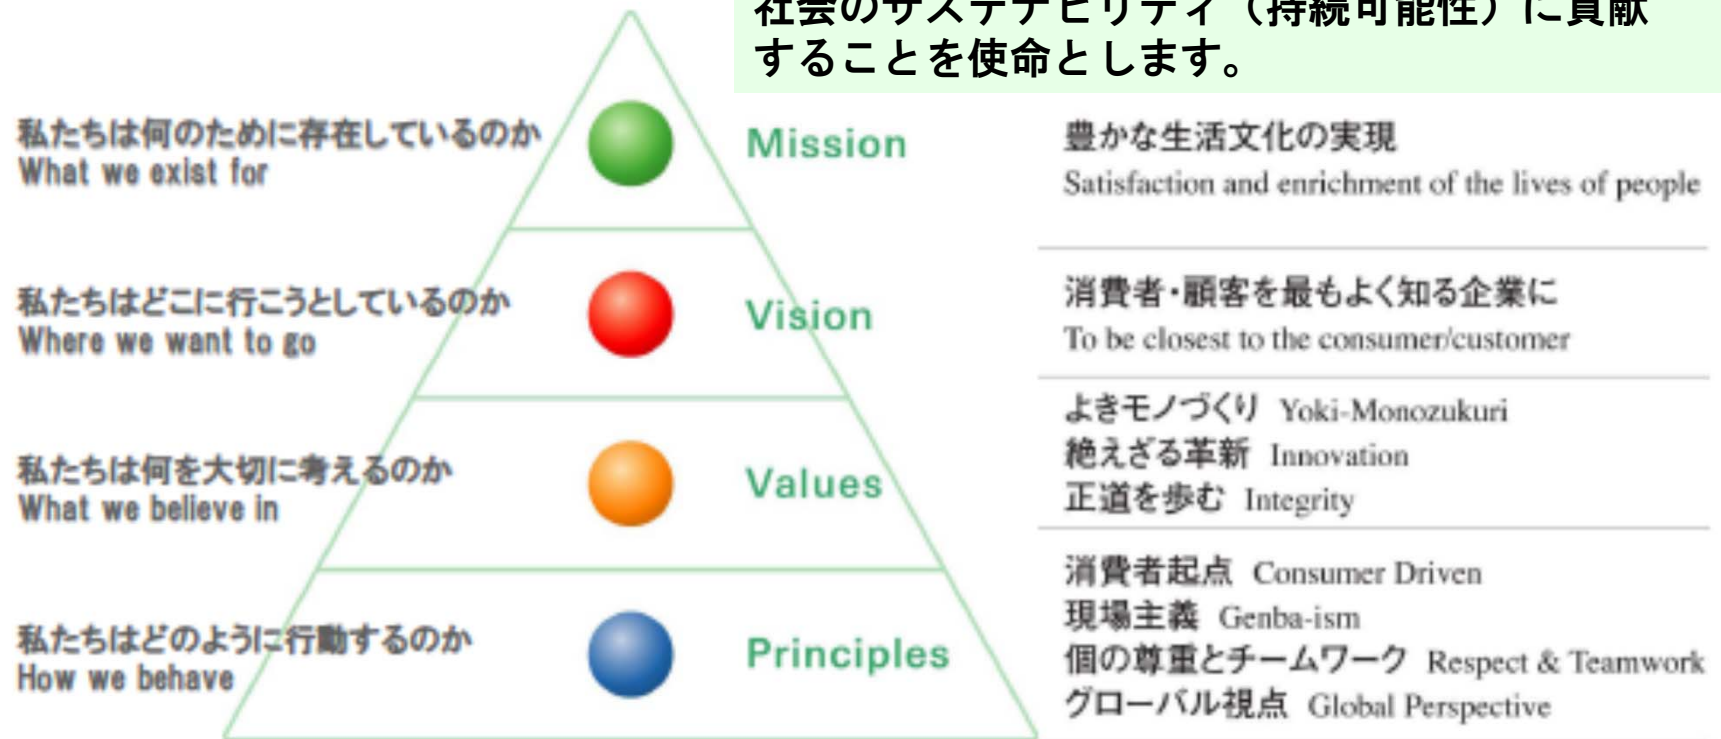 社会のサステナビリティ（持続可能性）に貢献
することを使命とします。
私たちは何のために存在しているのか
What we exist for
Mission
豊かな生活文化の実現
Satisfaction and enrichment of the lives of people
私たちはどこに行こうとしているのか
Where we want to go
Vision
消費者・顧客を最もよく知る企業に
To be closest to the consumer/customer
私たちは何を大切に考えるのか
What we believe in
Values
よきモノづくり Yoki-Monozukuri
絶えざる革新 Innovation
正道を歩む Integrity
私たちはどのように行動するのか
How we behave
Principles
消費者起点 Consumer Driven
現場主義 Genba-ism
個の尊重とチームワーク Respect & Teamwork
グローバル視点 Global Perspective